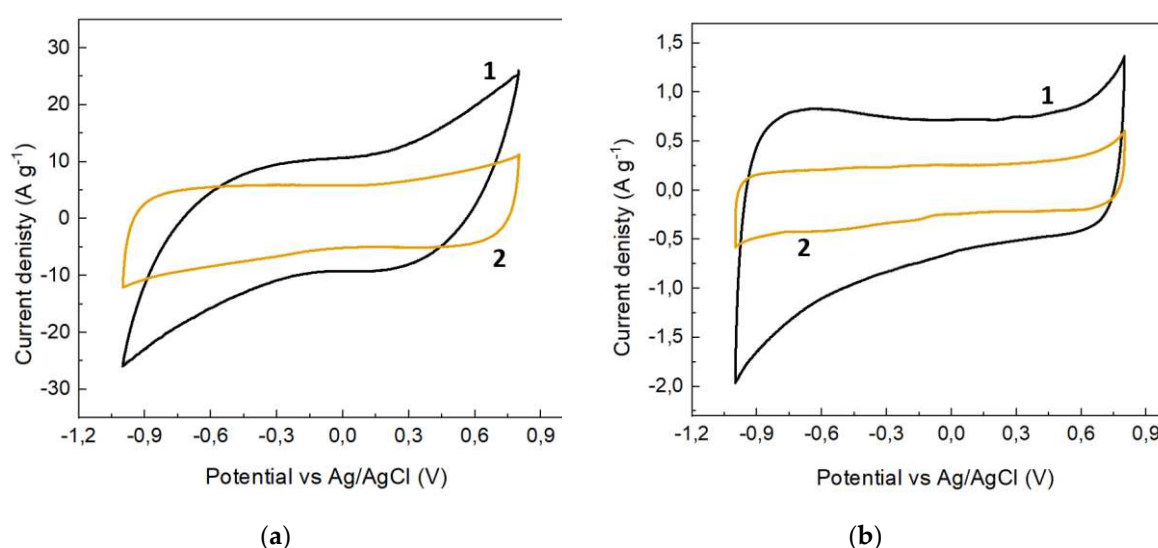 35
30
20
10
0
-10
-20
-30
-1,2 -0,9 -0,6 -0,3 0,0 0,3 0,6 0,9
Current denisty (A g⁻¹)
Potential vs Ag/AgCl (V)
1
2
(a)
1,5
1,0
0,5
0,0
-0,5
-1,0
-1,5
-2,0
-1,2 -0,9 -0,6 -0,3 0,0 0,3 0,6 0,9
Current denisty (A g⁻¹)
Potential vs Ag/AgCl (V)
1
2
(b)